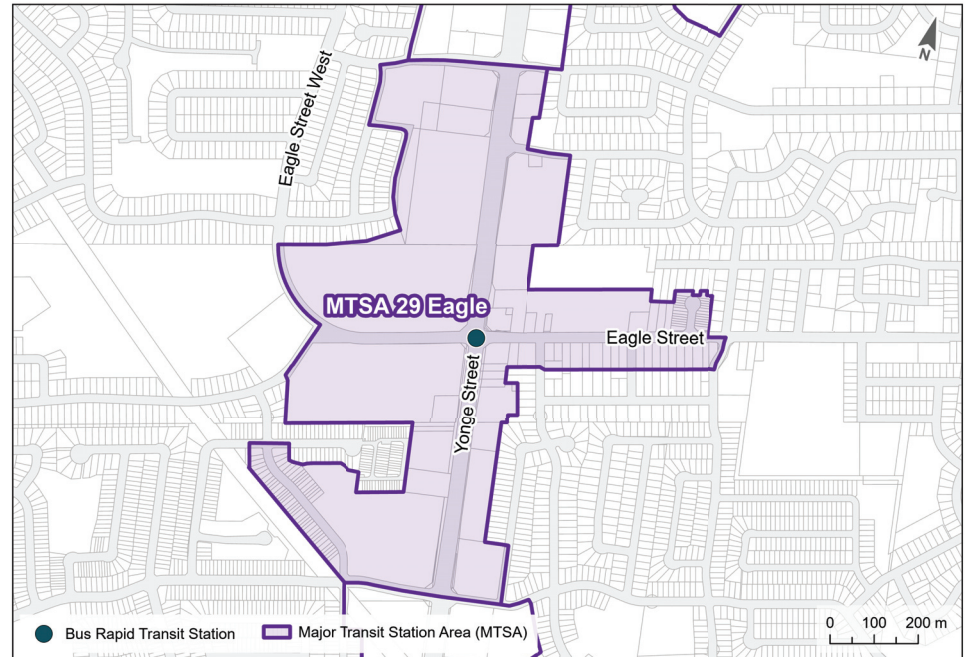 N
Eagle Street West
MTSA 29 Eagle
Eagle Street
Yonge Street
Bus Rapid Transit Station
Major Transit Station Area (MTSA)
0 100 200 m